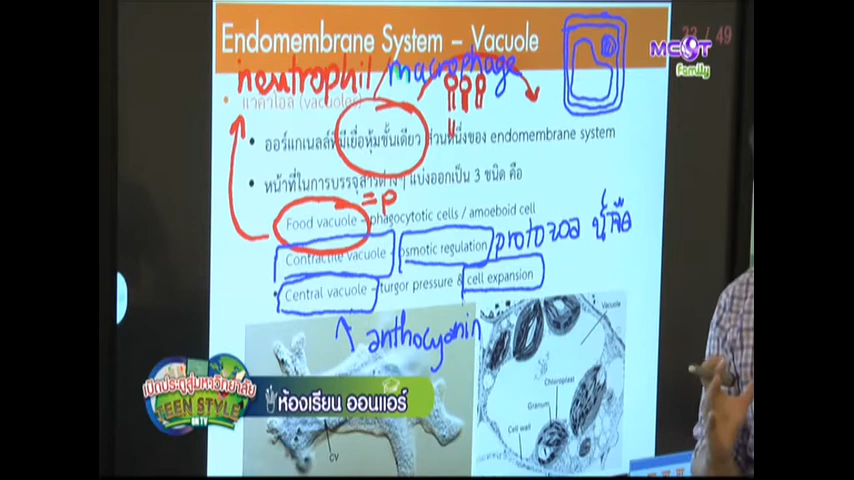 Endomembrane System – Vacuole
33 / 49
MCOT
family
neutrophil / macrophage
• แวคิวโอล (vacuoles)
• ออร์แกเนลล์ที่มีเยื่อหุ้มชั้นเดียว ส่วนหนึ่งของ endomembrane system
• หน้าที่ในการบรรจุสารต่างๆ แบ่งออกเป็น 3 ชนิด คือ
= P
Food vacuole – phagocytotic cells / amoeboid cell
Contractile vacuole – osmotic regulation / protozoa น้ำจืด
• Central vacuole – turgor pressure & cell expansion
anthocyanin
Vacuole
Chloroplast
Granum
Cell wall
CV
เปิดประตูสู่มหาวิทยาลัย
TEEN STYLE
ON TV
ห้องเรียน ออนแอร์